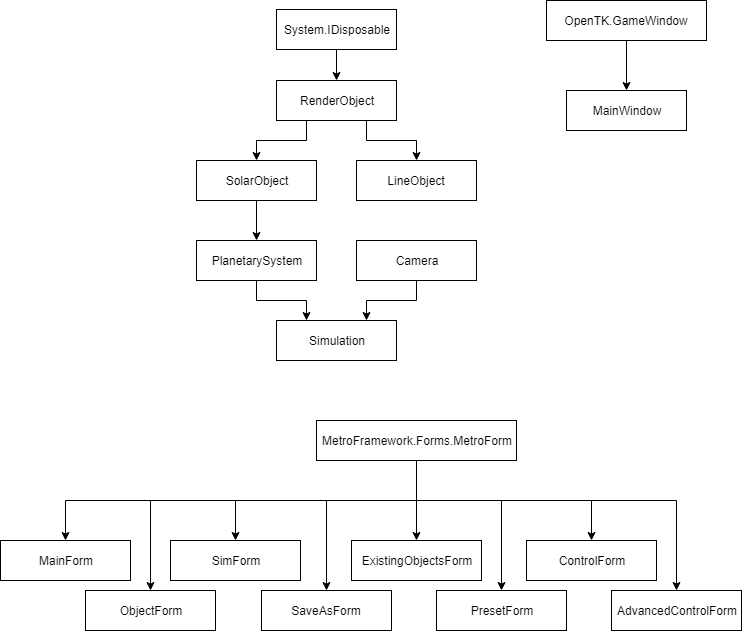 System.IDisposable
OpenTK.GameWindow
RenderObject
MainWindow
SolarObject
LineObject
PlanetarySystem
Camera
Simulation
MetroFramework.Forms.MetroForm
MainForm
SimForm
ExistingObjectsForm
ControlForm
ObjectForm
SaveAsForm
PresetForm
AdvancedControlForm